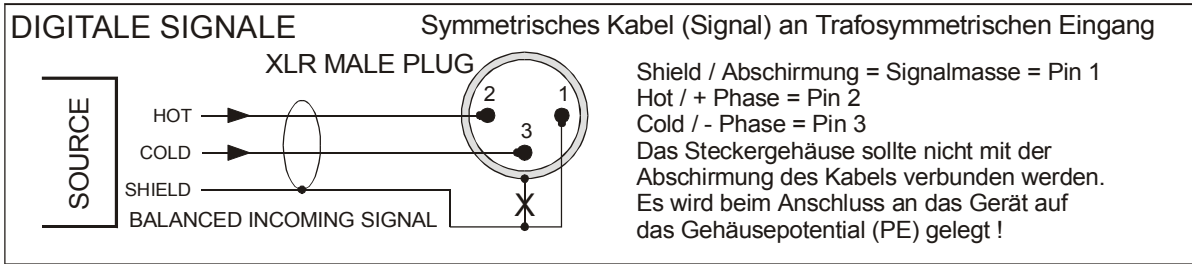 DIGITALE SIGNALE
Symmetrisches Kabel (Signal) an Trafosymmetrischen Eingang
XLR MALE PLUG
SOURCE
HOT
COLD
SHIELD
BALANCED INCOMING SIGNAL
2
1
3
X
Shield / Abschirmung = Signalmasse = Pin 1
Hot / + Phase = Pin 2
Cold / - Phase = Pin 3
Das Steckergehäuse sollte nicht mit der
Abschirmung des Kabels verbunden werden.
Es wird beim Anschluss an das Gerät auf
das Gehäusepotential (PE) gelegt !